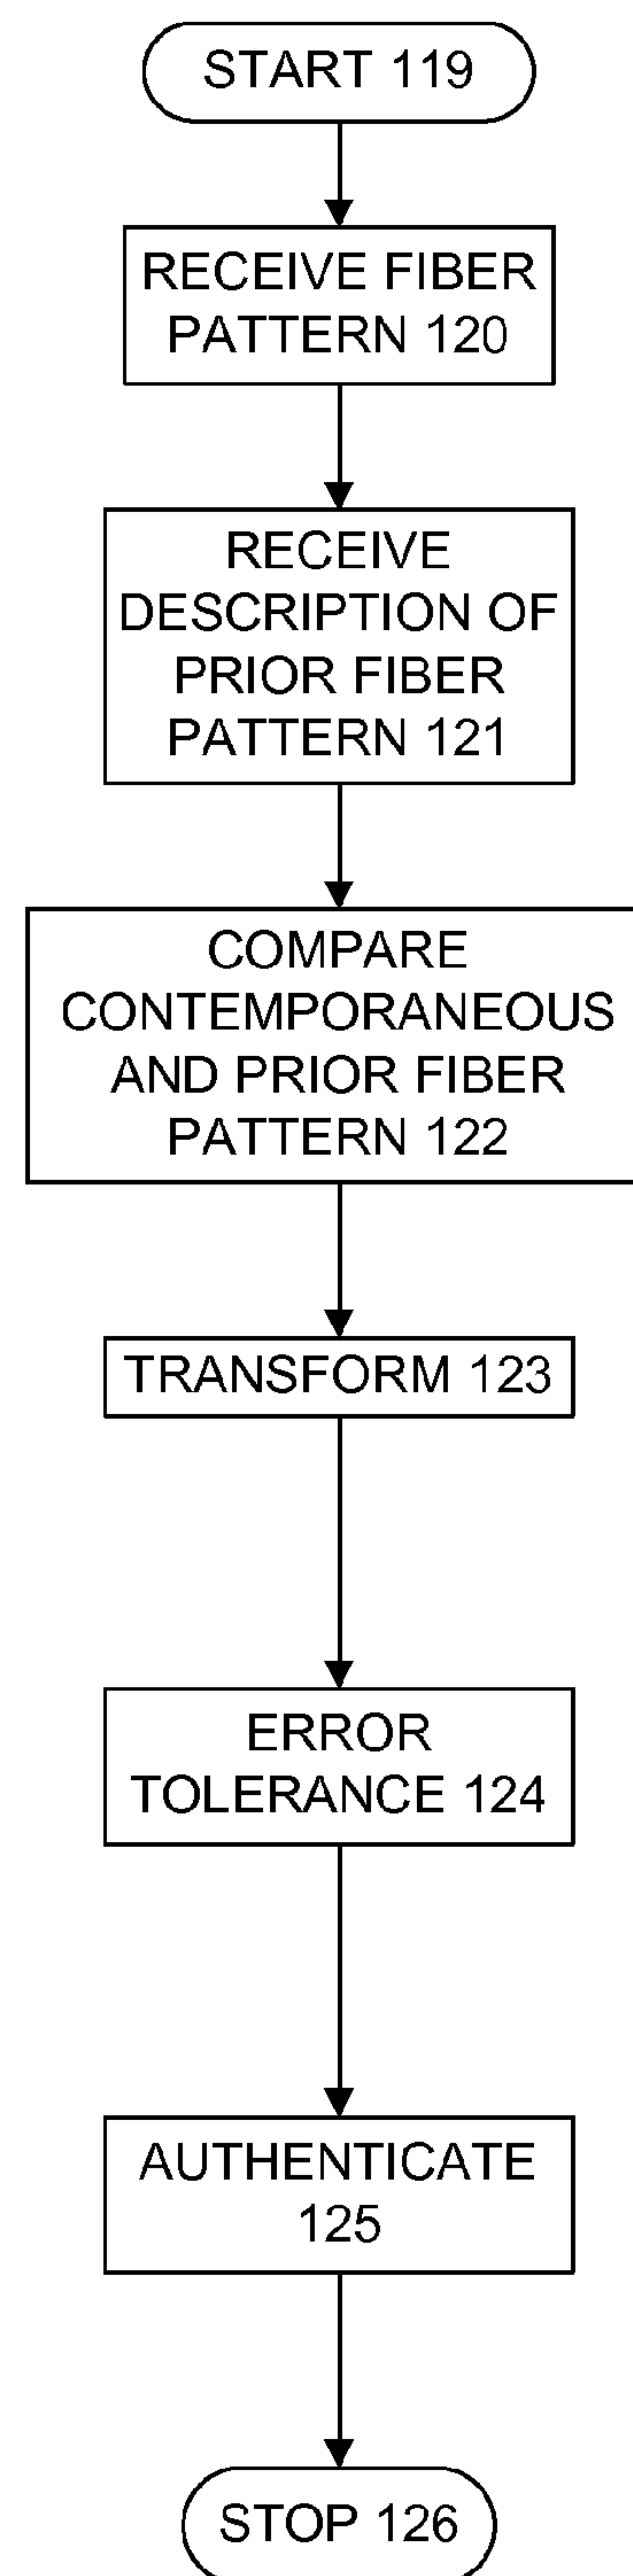 START 119
RECEIVE FIBER
PATTERN 120
RECEIVE
DESCRIPTION OF
PRIOR FIBER
PATTERN 121
COMPARE
CONTEMPORANEOUS
AND PRIOR FIBER
PATTERN 122
TRANSFORM 123
ERROR
TOLERANCE 124
AUTHENTICATE
125
STOP 126